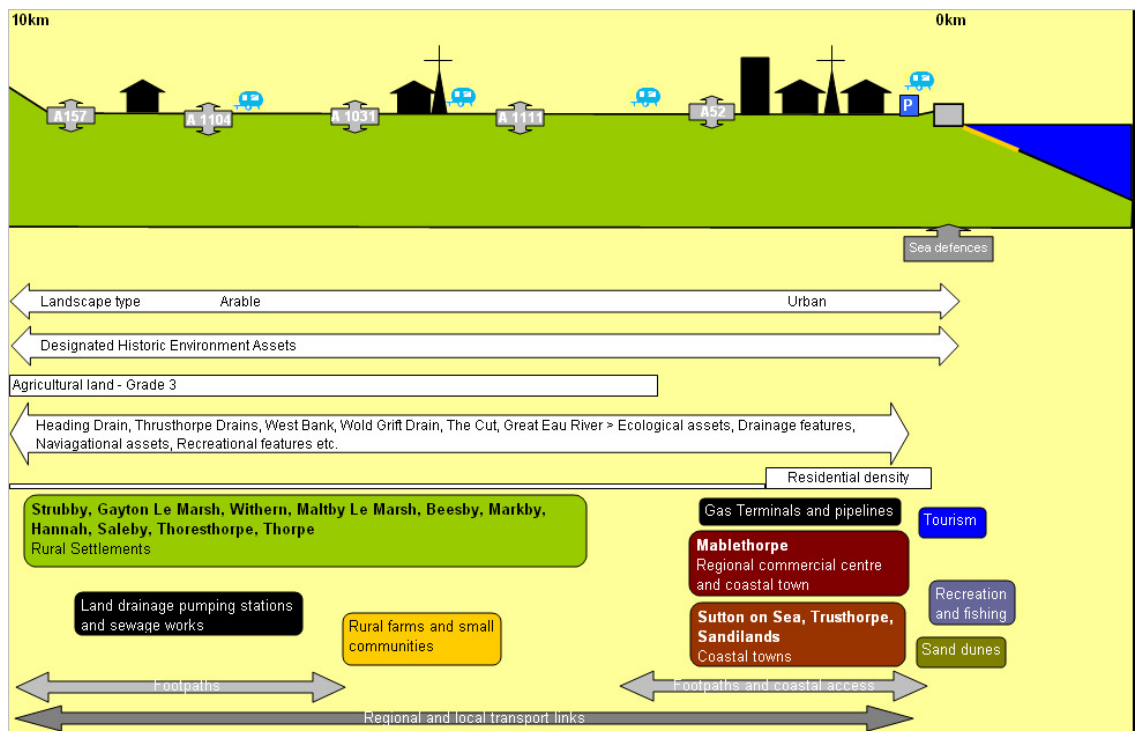 10km
0km
A157
A 1104
A 1031
A 1111
A52
P
Sea defences
Landscape type
Arable
Urban
Designated Historic Environment Assets
Agricultural land - Grade 3
Heading Drain, Thrusthorpe Drains, West Bank, Wold Grift Drain, The Cut, Great Eau River > Ecological assets, Drainage features,
Naviagational assets, Recreational features etc.
Residential density
Strubby, Gayton Le Marsh, Withern, Maltby Le Marsh, Beesby, Markby,
Hannah, Saleby, Thoresthorpe, Thorpe
Rural Settlements
Gas Terminals and pipelines
Tourism
Mablethorpe
Regional commercial centre
and coastal town
Land drainage pumping stations
and sewage works
Rural farms and small
communities
Sutton on Sea, Trusthorpe,
Sandilands
Coastal towns
Recreation
and fishing
Sand dunes
Footpaths
Footpaths and coastal access
Regional and local transport links